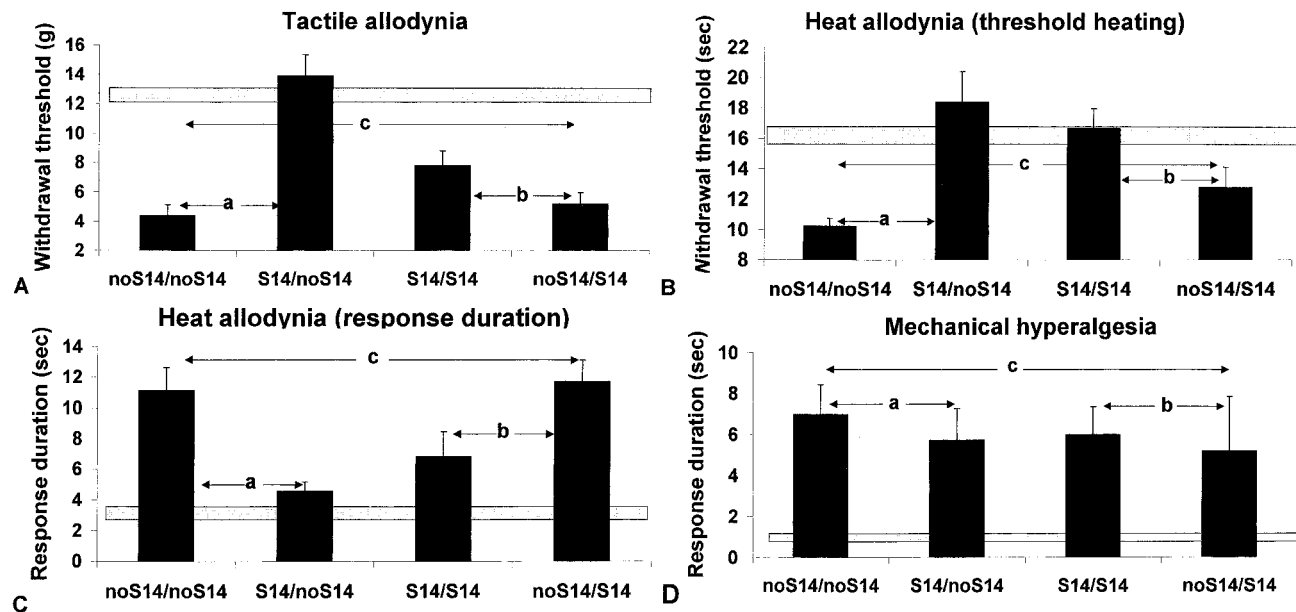 Tactile allodynia
Withdrawal threshold (g)
16
14
12
10
8
6
4
2
c
a
b
noS14/noS14 S14/noS14 S14/S14 noS14/S14
A
Heat allodynia (threshold heating)
Withdrawal threshold (sec)
22
20
18
16
14
12
10
8
c
b
a
noS14/noS14 S14/noS14 S14/S14 noS14/S14
B
Heat allodynia (response duration)
Response duration (sec)
14
12
10
8
6
4
2
0
c
b
a
noS14/noS14 S14/noS14 S14/S14 noS14/S14
C
Mechanical hyperalgesia
Response duration (sec)
10
8
6
4
2
0
c
a
b
noS14/noS14 S14/noS14 S14/S14 noS14/S14
D